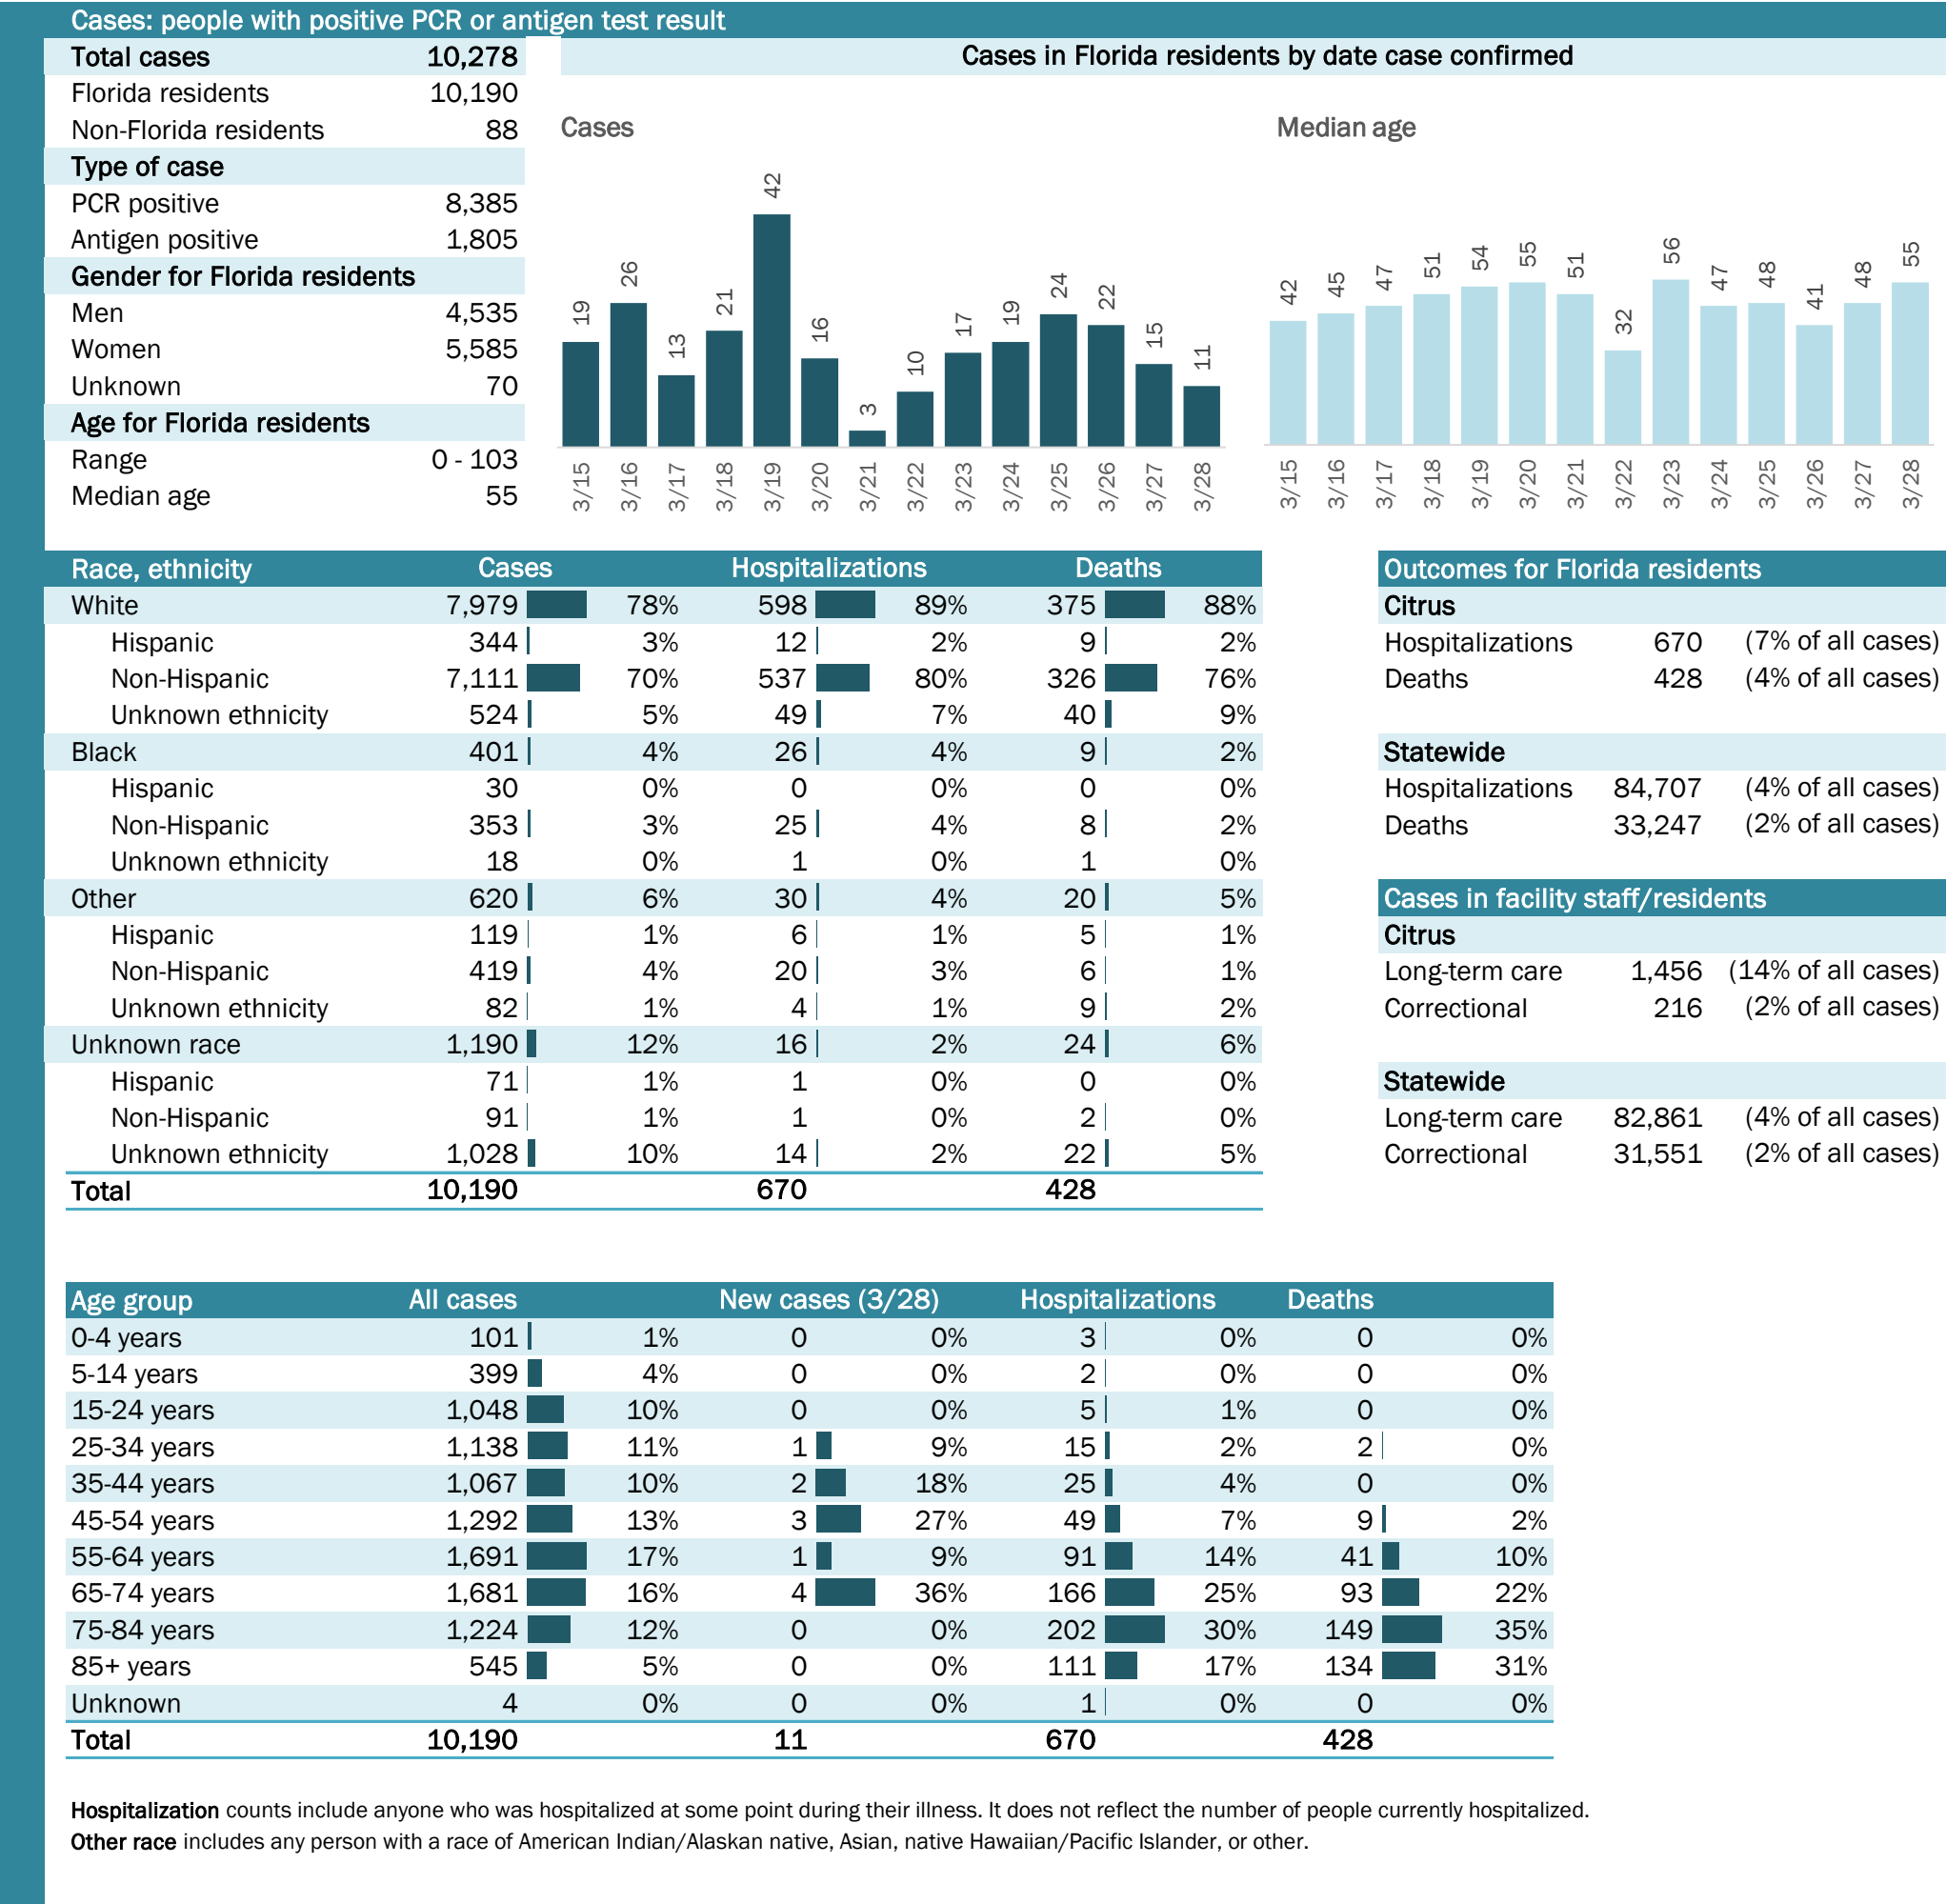 Cases: people with positive PCR or antigen test result
Total cases 10,278
Florida residents 10,190
Non-Florida residents 88
Type of case
PCR positive 8,385
Antigen positive 1,805
Gender for Florida residents
Men 4,535
Women 5,585
Unknown 70
Age for Florida residents
Range 0 - 103
Median age 55
Cases in Florida residents by date case confirmed
Cases
19 26 13 21 42 16 3 10 17 19 24 22 15 11
3/15 3/16 3/17 3/18 3/19 3/20 3/21 3/22 3/23 3/24 3/25 3/26 3/27 3/28
Median age
42 45 47 51 54 55 51 32 56 47 48 41 48 55
3/15 3/16 3/17 3/18 3/19 3/20 3/21 3/22 3/23 3/24 3/25 3/26 3/27 3/28
Race, ethnicity Cases Hospitalizations Deaths
White 7,979 78% 598 89% 375 88%
Hispanic 344 3% 12 2% 9 2%
Non-Hispanic 7,111 70% 537 80% 326 76%
Unknown ethnicity 524 5% 49 7% 40 9%
Black 401 4% 26 4% 9 2%
Hispanic 30 0% 0 0% 0 0%
Non-Hispanic 353 3% 25 4% 8 2%
Unknown ethnicity 18 0% 1 0% 1 0%
Other 620 6% 30 4% 20 5%
Hispanic 119 1% 6 1% 5 1%
Non-Hispanic 419 4% 20 3% 6 1%
Unknown ethnicity 82 1% 4 1% 9 2%
Unknown race 1,190 12% 16 2% 24 6%
Hispanic 71 1% 1 0% 0 0%
Non-Hispanic 91 1% 1 0% 2 0%
Unknown ethnicity 1,028 10% 14 2% 22 5%
Total 10,190 670 428
Outcomes for Florida residents
Citrus
Hospitalizations 670 (7% of all cases)
Deaths 428 (4% of all cases)
Statewide
Hospitalizations 84,707 (4% of all cases)
Deaths 33,247 (2% of all cases)
Cases in facility staff/residents
Citrus
Long-term care 1,456 (14% of all cases)
Correctional 216 (2% of all cases)
Statewide
Long-term care 82,861 (4% of all cases)
Correctional 31,551 (2% of all cases)
Age group All cases New cases (3/28) Hospitalizations Deaths
0-4 years 101 1% 0 0% 3 0% 0 0%
5-14 years 399 4% 0 0% 2 0% 0 0%
15-24 years 1,048 10% 0 0% 5 1% 0 0%
25-34 years 1,138 11% 1 9% 15 2% 2 0%
35-44 years 1,067 10% 2 18% 25 4% 0 0%
45-54 years 1,292 13% 3 27% 49 7% 9 2%
55-64 years 1,691 17% 1 9% 91 14% 41 10%
65-74 years 1,681 16% 4 36% 166 25% 93 22%
75-84 years 1,224 12% 0 0% 202 30% 149 35%
85+ years 545 5% 0 0% 111 17% 134 31%
Unknown 4 0% 0 0% 1 0% 0 0%
Total 10,190 11 670 428
Hospitalization counts include anyone who was hospitalized at some point during their illness. It does not reflect the number of people currently hospitalized.
Other race includes any person with a race of American Indian/Alaskan native, Asian, native Hawaiian/Pacific Islander, or other.